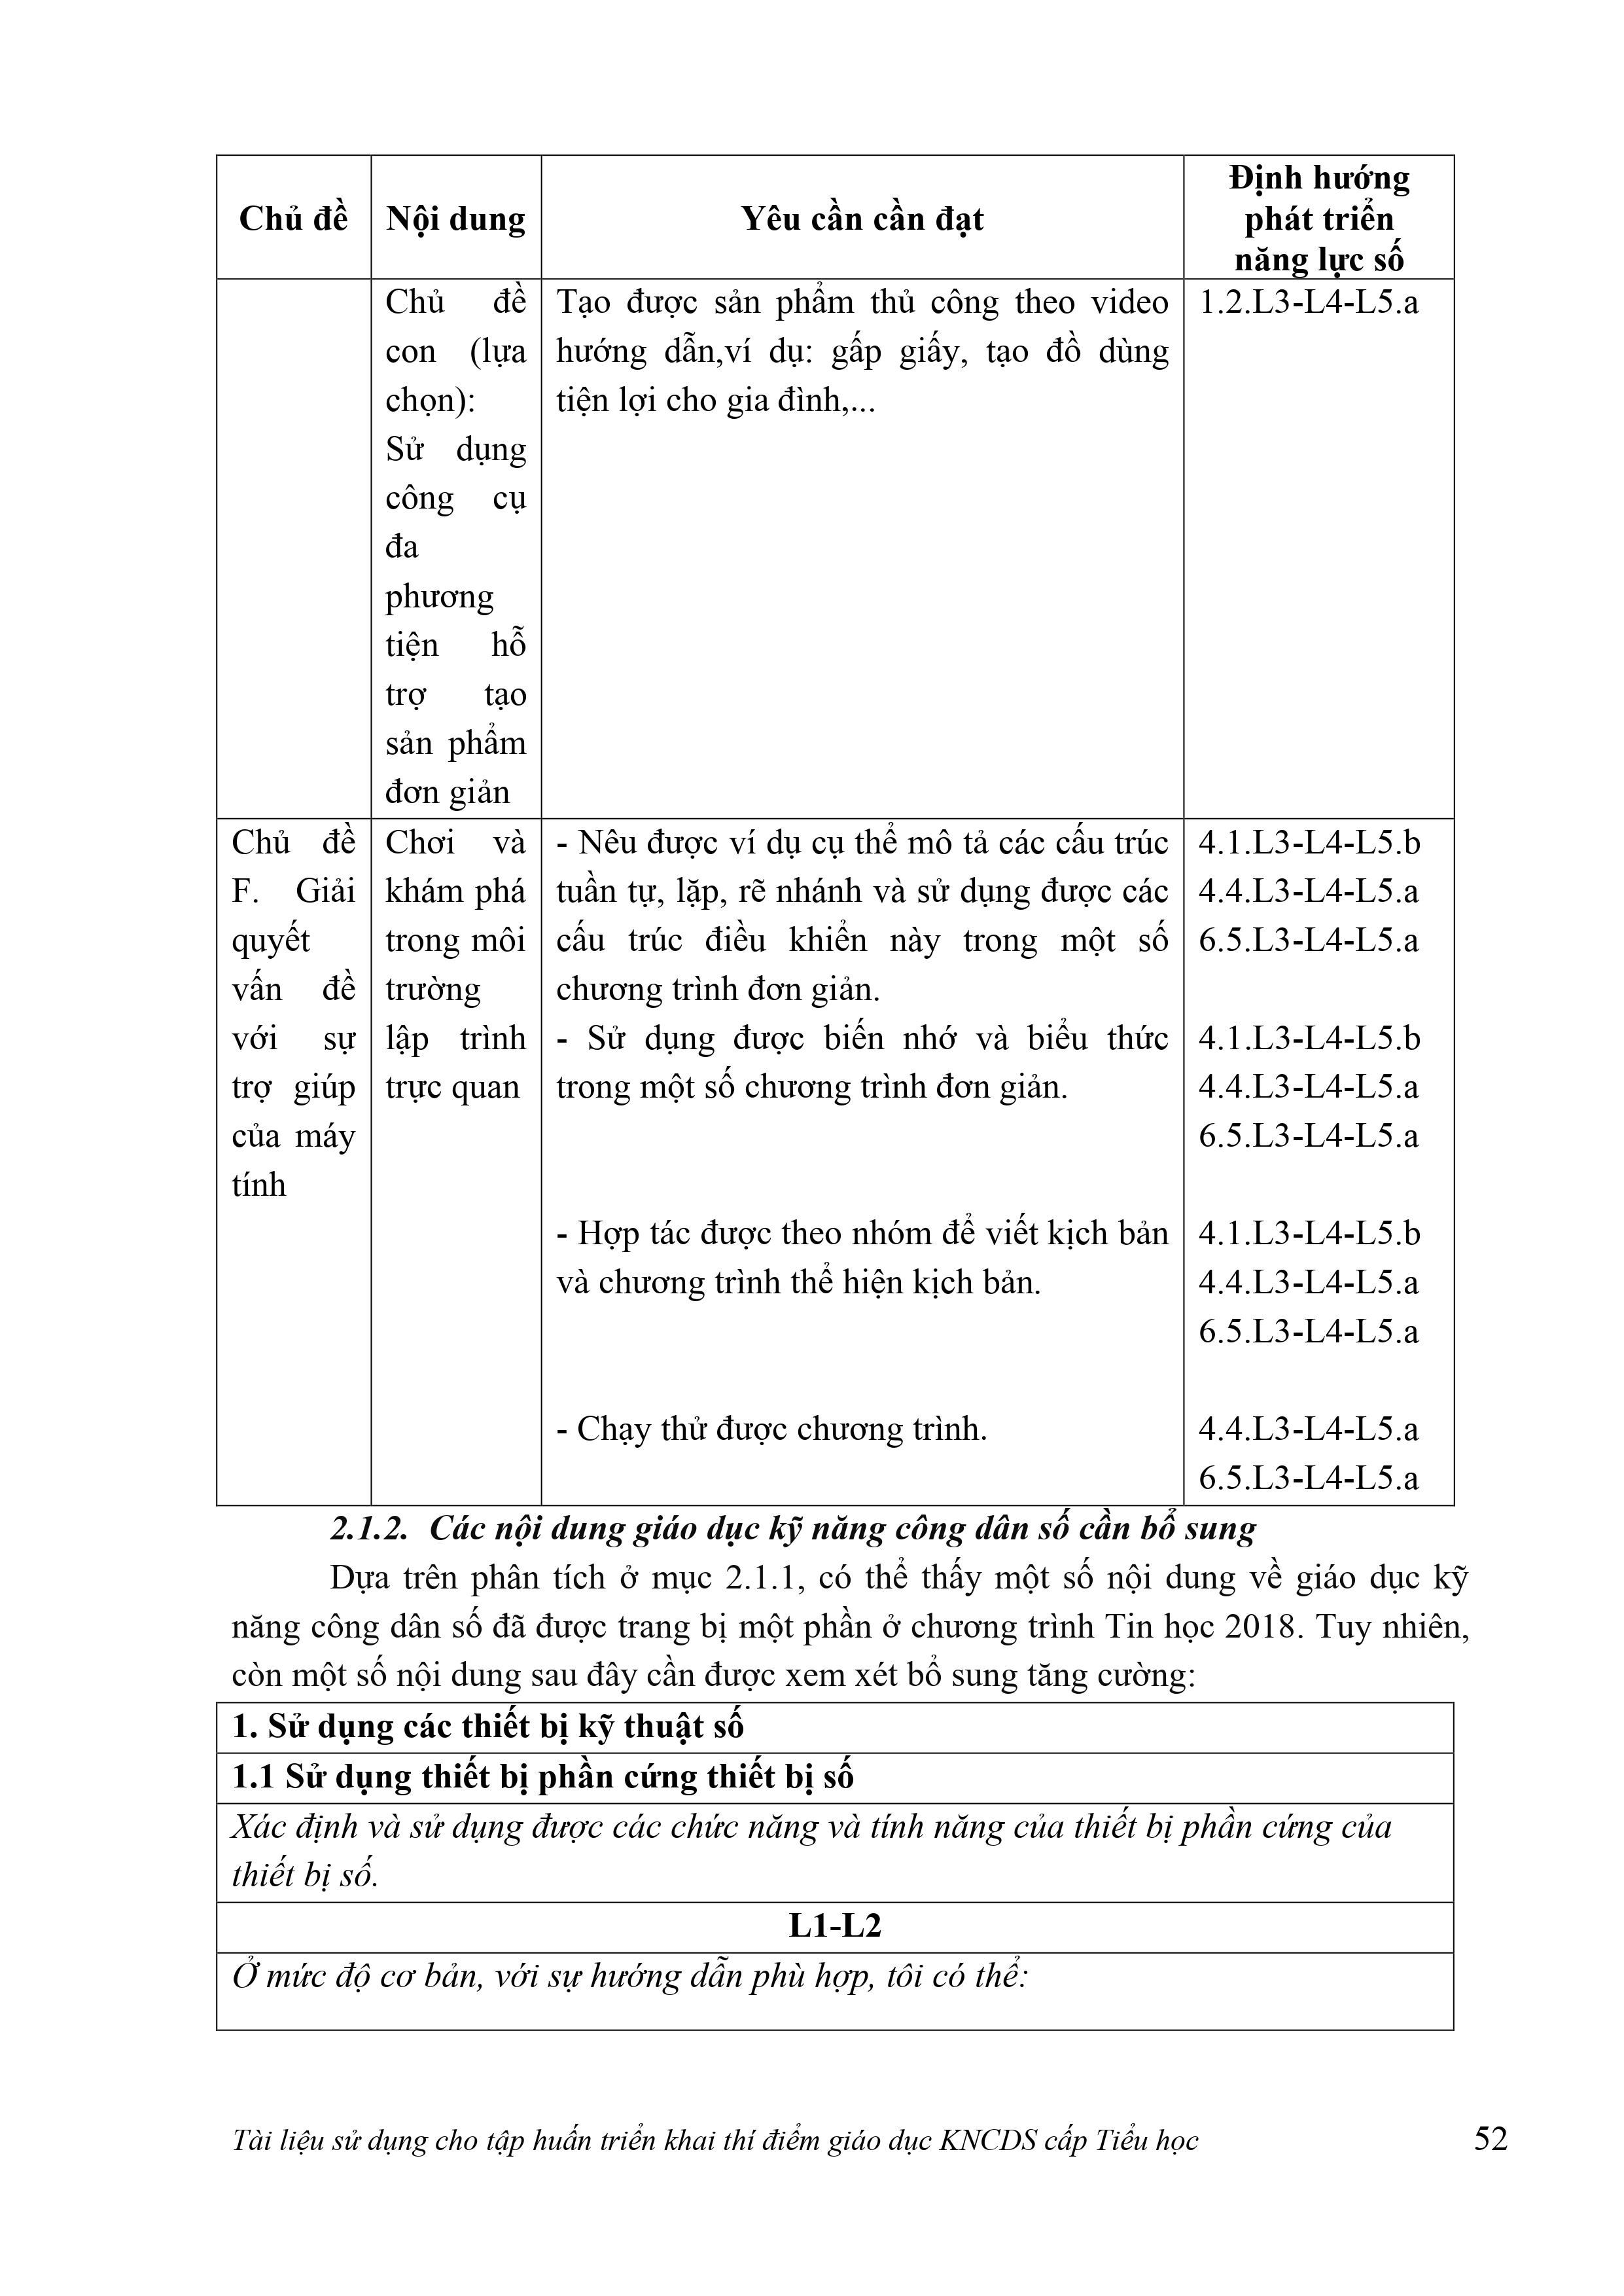 Chủ đề
Nội dung
Yêu cần cần đạt
Định hướng
phát triển
năng lực số
Chủ đề
con (lựa
chọn):
Sử dụng
công cụ
đa
phương
tiện hỗ
trợ tạo
sản phẩm
đơn giản
Tạo được sản phẩm thủ công theo video
hướng dẫn,ví dụ: gấp giấy, tạo đồ dùng
tiện lợi cho gia đình,...
1.2.L3-L4-L5.a
Chủ đề
F. Giải
quyết
vấn đề
với sự
trợ giúp
của máy
tính
Chơi và
khám phá
trong môi
trường
lập trình
trực quan
- Nêu được ví dụ cụ thể mô tả các cấu trúc
tuần tự, lặp, rẽ nhánh và sử dụng được các
cấu trúc điều khiển này trong một số
chương trình đơn giản.
4.1.L3-L4-L5.b
4.4.L3-L4-L5.a
6.5.L3-L4-L5.a
- Sử dụng được biến nhớ và biểu thức
trong một số chương trình đơn giản.
4.1.L3-L4-L5.b
4.4.L3-L4-L5.a
6.5.L3-L4-L5.a
- Hợp tác được theo nhóm để viết kịch bản
và chương trình thể hiện kịch bản.
4.1.L3-L4-L5.b
4.4.L3-L4-L5.a
6.5.L3-L4-L5.a
- Chạy thử được chương trình.
4.4.L3-L4-L5.a
6.5.L3-L4-L5.a
2.1.2. Các nội dung giáo dục kỹ năng công dân số cần bổ sung
Dựa trên phân tích ở mục 2.1.1, có thể thấy một số nội dung về giáo dục kỹ
năng công dân số đã được trang bị một phần ở chương trình Tin học 2018. Tuy nhiên,
còn một số nội dung sau đây cần được xem xét bổ sung tăng cường:
1. Sử dụng các thiết bị kỹ thuật số
1.1 Sử dụng thiết bị phần cứng thiết bị số
Xác định và sử dụng được các chức năng và tính năng của thiết bị phần cứng của
thiết bị số.
L1-L2
Ở mức độ cơ bản, với sự hướng dẫn phù hợp, tôi có thể:
Tài liệu sử dụng cho tập huấn triển khai thí điểm giáo dục KNCDS cấp Tiểu học 52